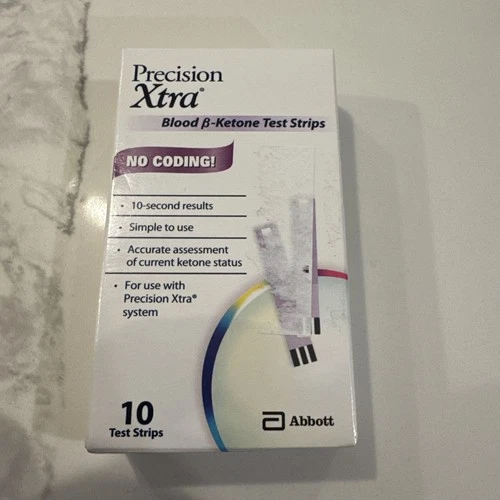 Precision
Xtra®
Blood β-Ketone Test Strips
NO CODING!
• 10-second results
• Simple to use
• Accurate assessment
of current ketone status
• For use with
Precision Xtra®
system
10
Test Strips
Abbott